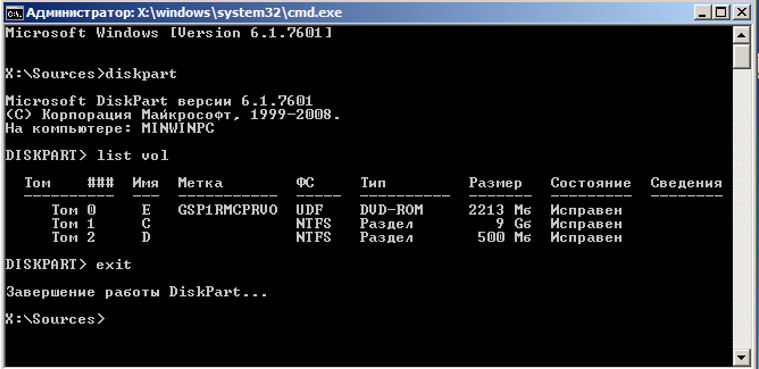 Администратор: X:\windows\system32\cmd.exe
Microsoft Windows [Version 6.1.7601]
X:\Sources>diskpart
Microsoft DiskPart версии 6.1.7601
(C) Корпорация Майкрософт, 1999-2008.
На компьютере: MINWINPC
DISKPART> list vol
Том ### Имя Метка ФС Тип Размер Состояние Сведения
---------- --- ----------- ----- ---------- ------- --------- --------
Том 0 E GSP1RMCPRVO UDF DVD-ROM 2213 Мб Исправен
Том 1 C NTFS Раздел 9 Gб Исправен
Том 2 D NTFS Раздел 500 Мб Исправен
DISKPART> exit
Завершение работы DiskPart...
X:\Sources>